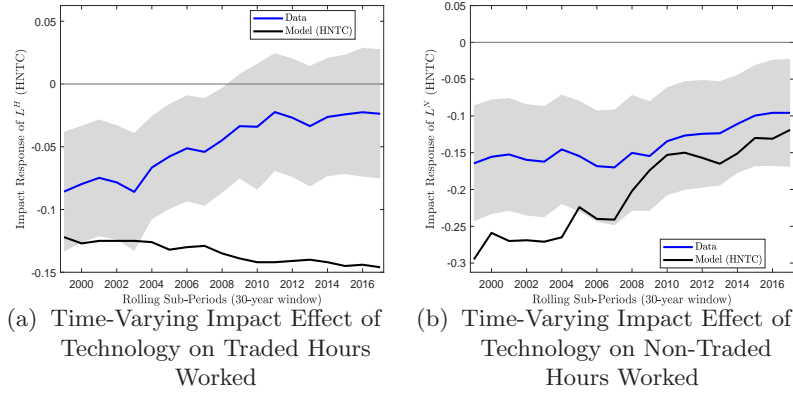 Data
Model (HNTC)
Impact Response of L^H (HNTC)
0
-0.05
-0.1
-0.15
2000 2002 2004 2006 2008 2010 2012 2014 2016
Rolling Sub-Periods (30-year window)
(a) Time-Varying Impact Effect of
Technology on Traded Hours
Worked
Impact Response of L^N (HNTC)
0
-0.05
-0.1
-0.15
-0.2
-0.25
-0.3
Data
Model (HNTC)
2000 2002 2004 2006 2008 2010 2012 2014 2016
Rolling Sub-Periods (30-year window)
(b) Time-Varying Impact Effect of
Technology on Non-Traded
Hours Worked